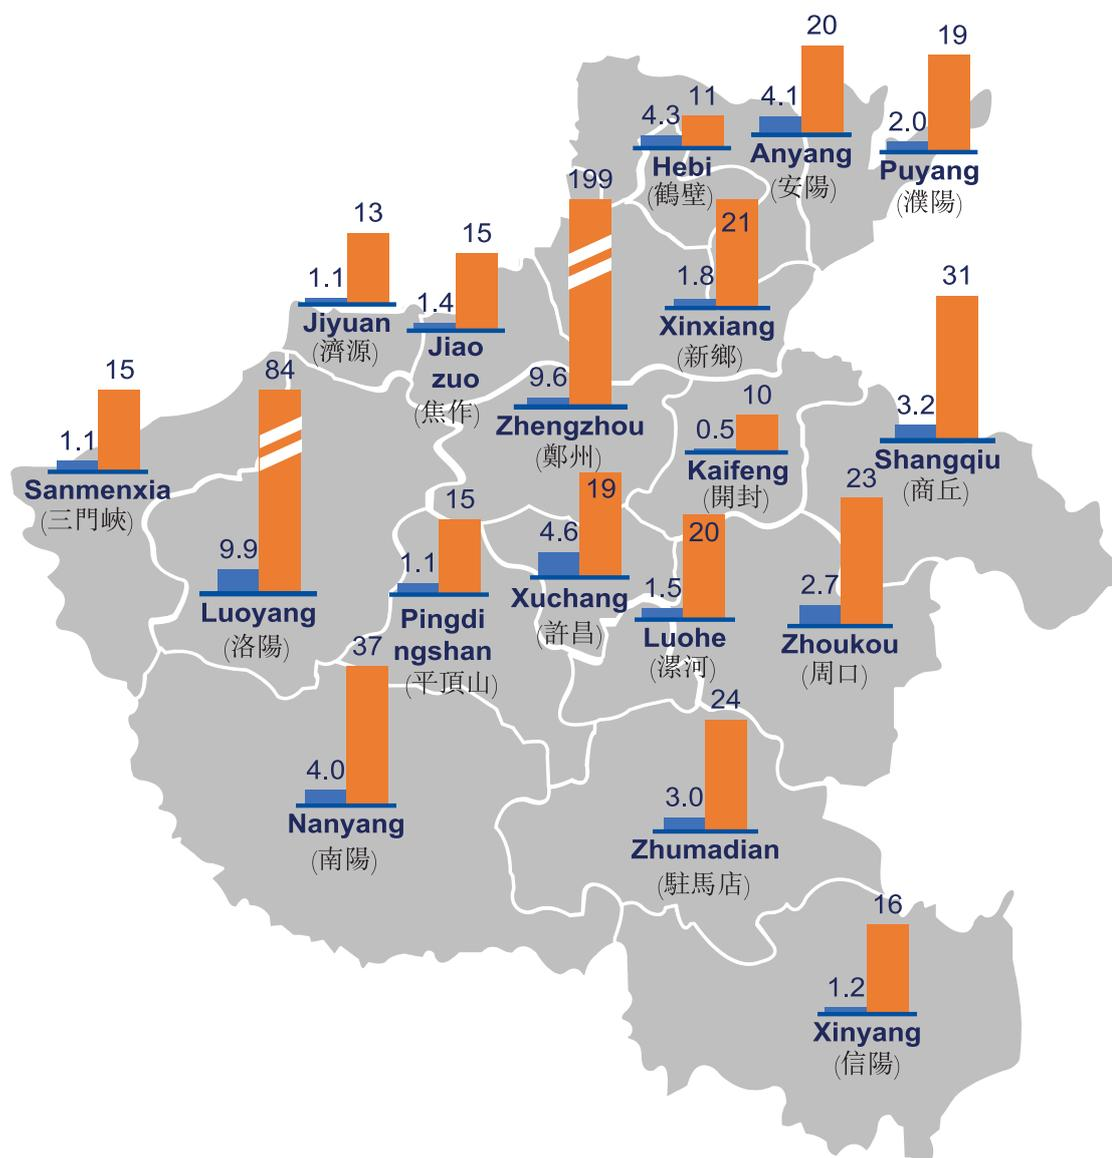 20
4.1
Anyang
(安陽)
19
2.0
Puyang
(濮陽)
11
4.3
Hebi
(鶴壁)
199
9.6
Zhengzhou
(鄭州)
21
1.8
Xinxiang
(新鄉)
13
1.1
Jiyuan
(濟源)
15
1.4
Jiao
zuo
(焦作)
31
3.2
Shangqiu
(商丘)
15
1.1
Sanmenxia
(三門峽)
84
9.9
Luoyang
(洛陽)
10
0.5
Kaifeng
(開封)
15
1.1
Pingdi
ngshan
(平頂山)
19
4.6
Xuchang
(許昌)
20
1.5
Luohe
(漯河)
23
2.7
Zhoukou
(周口)
37
4.0
Nanyang
(南陽)
24
3.0
Zhumadian
(駐馬店)
16
1.2
Xinyang
(信陽)